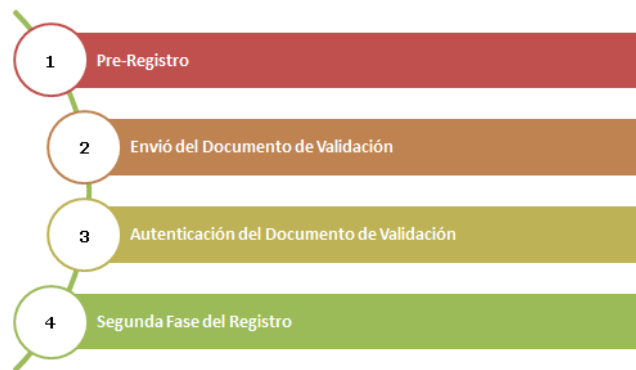 1 Pre-Registro
2 Envió del Documento de Validación
3 Autenticación del Documento de Validación
4 Segunda Fase del Registro